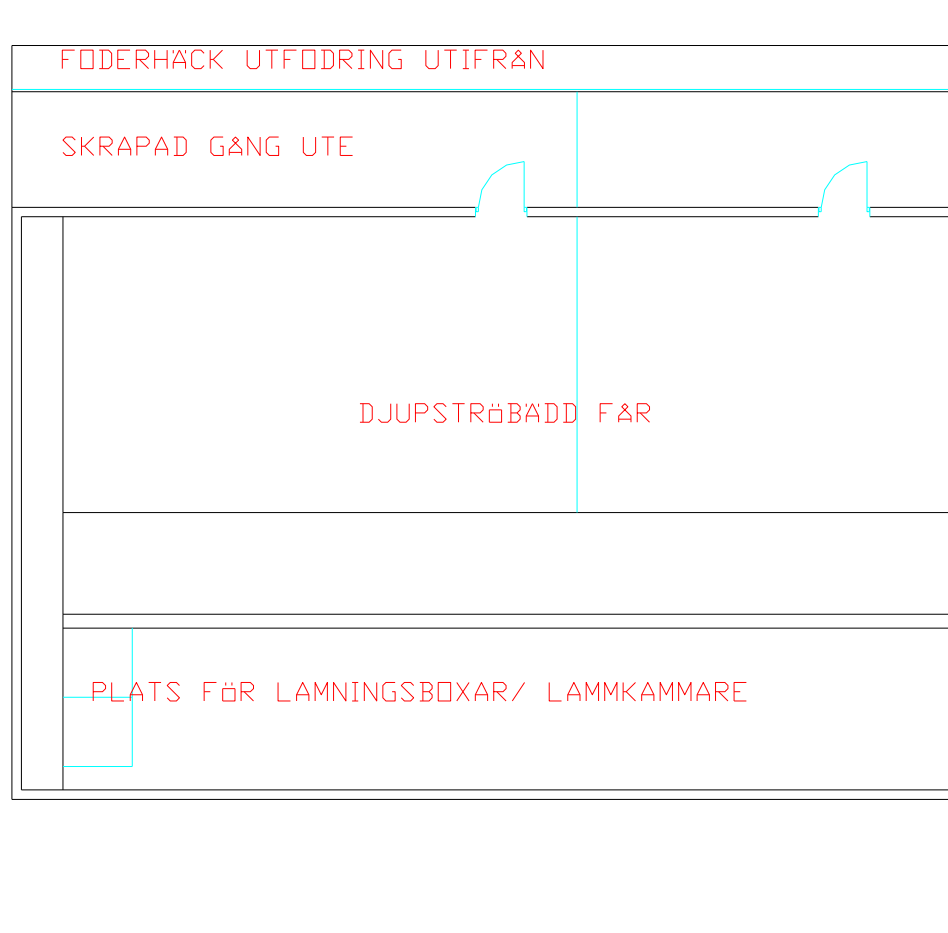 FODERHÄCK UTFODRING UTIFRÅN
SKRAPAD GÅNG UTE
DJUPSTRÖBÄDD FÅR
PLATS FÖR LAMNINGSBOXAR/ LAMMKAMMARE